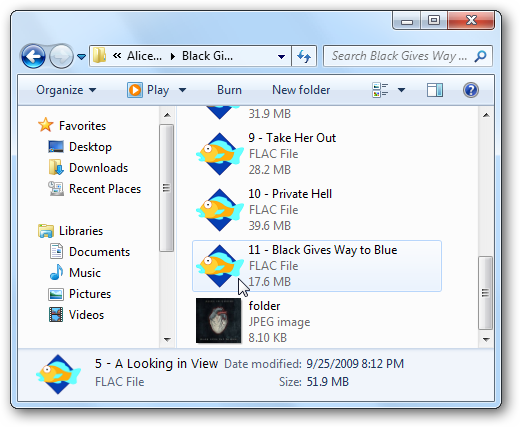 « Alice... Black Gi...
Search Black Gives Way ...
Organize Play Burn New folder
Favorites
Desktop
Downloads
Recent Places
Libraries
Documents
Music
Pictures
Videos
31.9 MB
9 - Take Her Out
FLAC File
28.2 MB
10 - Private Hell
FLAC File
39.6 MB
11 - Black Gives Way to Blue
FLAC File
17.6 MB
folder
JPEG image
8.10 KB
5 - A Looking in View Date modified: 9/25/2009 8:12 PM
FLAC File Size: 51.9 MB